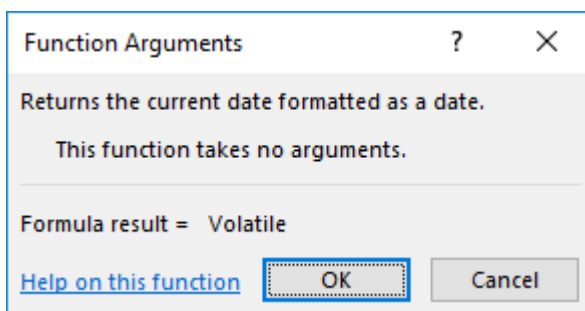 Function Arguments ? ×
Returns the current date formatted as a date.
This function takes no arguments.
Formula result = Volatile
Help on this function OK Cancel